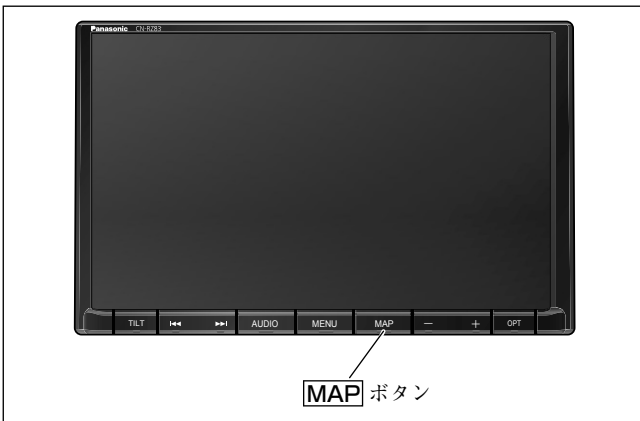 Panasonic CN-RZ83
TILT ⏮ ⏭ AUDIO MENU MAP − + OPT
MAP ボタン